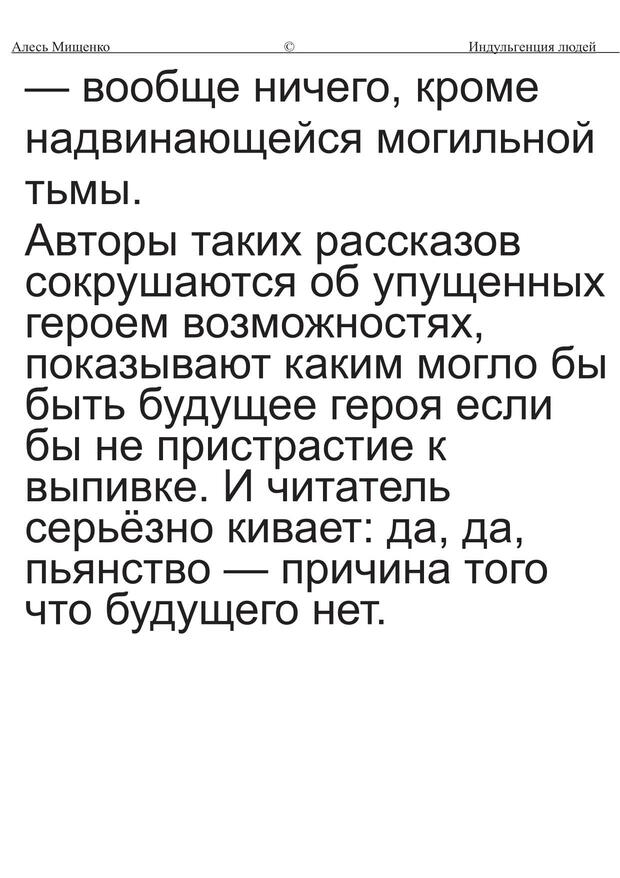 Алесь Мищенко © Индульгенция людей
— вообще ничего, кроме
надвинающейся могильной
тьмы.
Авторы таких рассказов
сокрушаются об упущенных
героем возможностях,
показывают каким могло бы
быть будущее героя если
бы не пристрастие к
выпивке. И читатель
серьёзно кивает: да, да,
пьянство — причина того
что будущего нет.